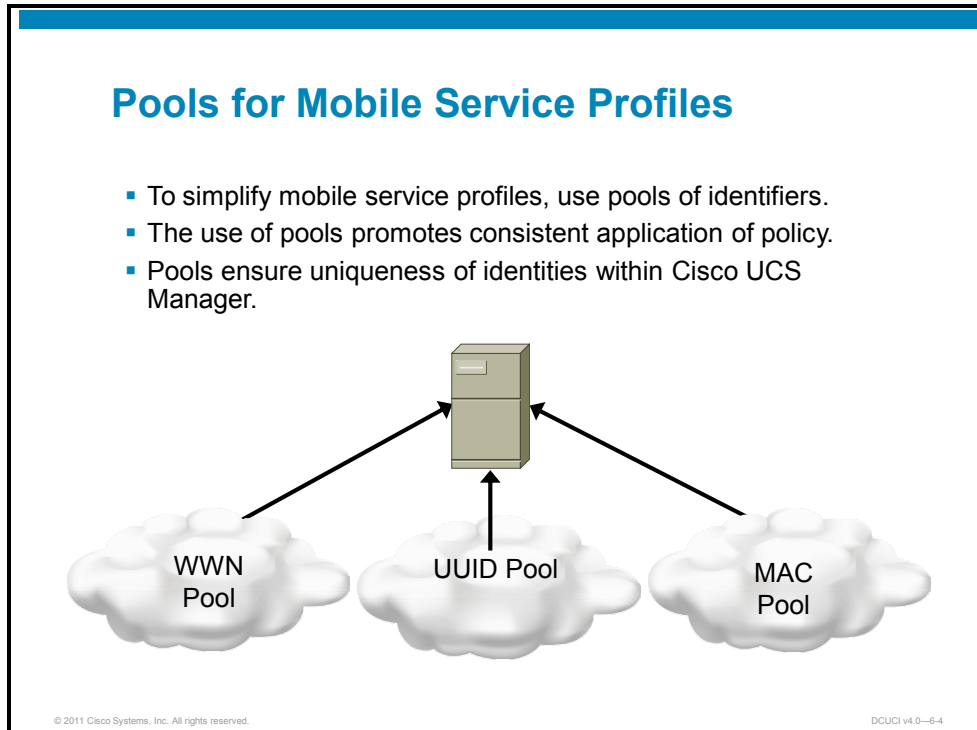 Pools for Mobile Service Profiles
▪ To simplify mobile service profiles, use pools of identifiers.
▪ The use of pools promotes consistent application of policy.
▪ Pools ensure uniqueness of identities within Cisco UCS
Manager.
WWN
Pool
UUID Pool
MAC
Pool
© 2011 Cisco Systems, Inc. All rights reserved.
DCUCI v4.0—6-4